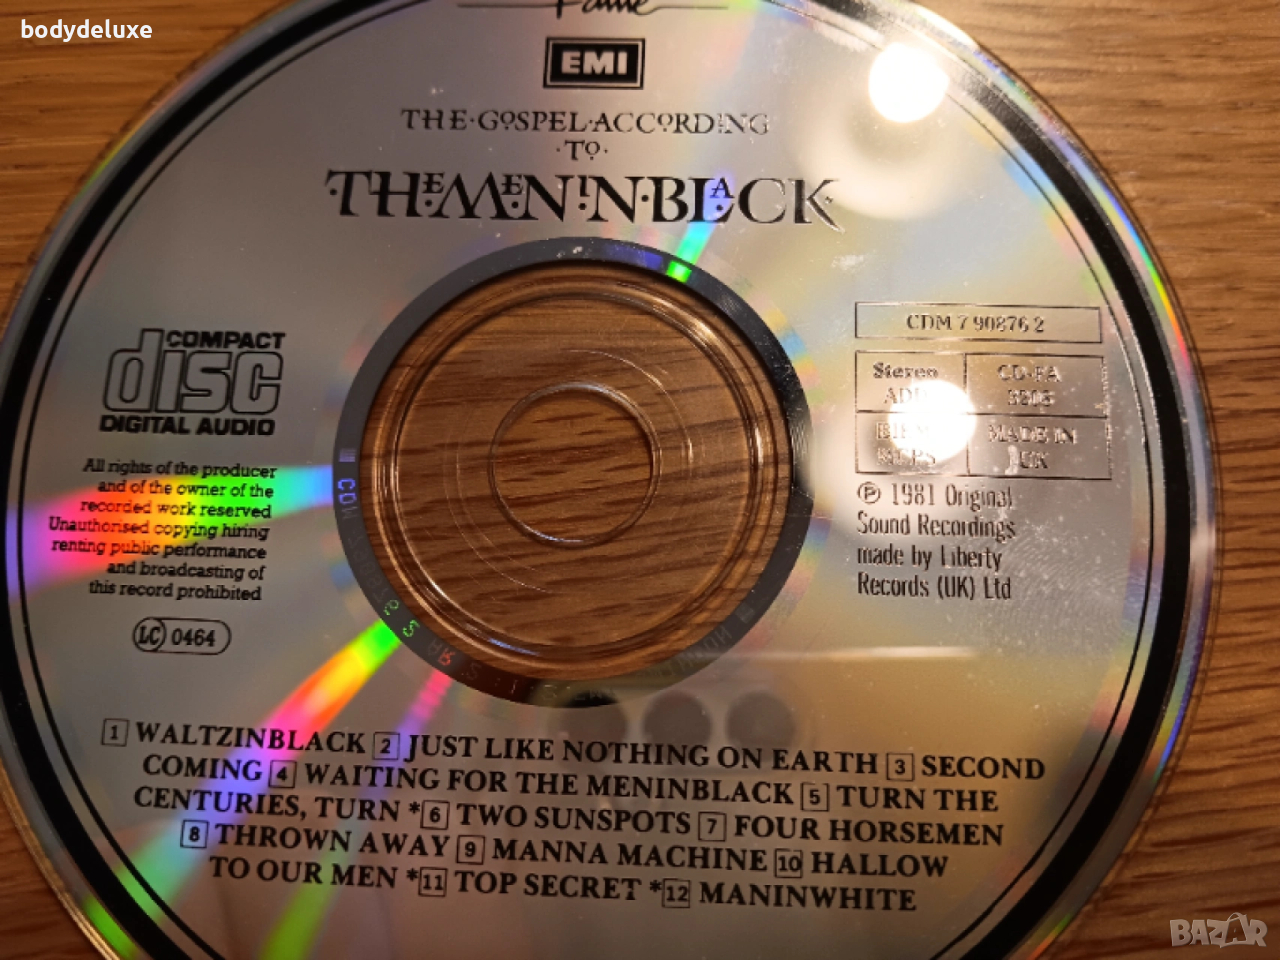 bodydeluxe
Fame
EMI
THE·GOSPEL·ACCORDING
·TO·
·THEMENINBLACK·
CDM 7 90876 2
Stereo
CD-FA
MADE IN
UK
COMPACT
disc
DIGITAL AUDIO
All rights of the producer
and of the owner of the
recorded work reserved
Unauthorised copying hiring
renting public performance
and broadcasting of
this record prohibited
LC 0464
℗ 1981 Original
Sound Recordings
made by Liberty
Records (UK) Ltd
1 WALTZINBLACK 2 JUST LIKE NOTHING ON EARTH 3 SECOND
COMING 4 WAITING FOR THE MENINBLACK 5 TURN THE
CENTURIES, TURN *6 TWO SUNSPOTS 7 FOUR HORSEMEN
8 THROWN AWAY 9 MANNA MACHINE 10 HALLOW
TO OUR MEN *11 TOP SECRET *12 MANINWHITE
BAZAR